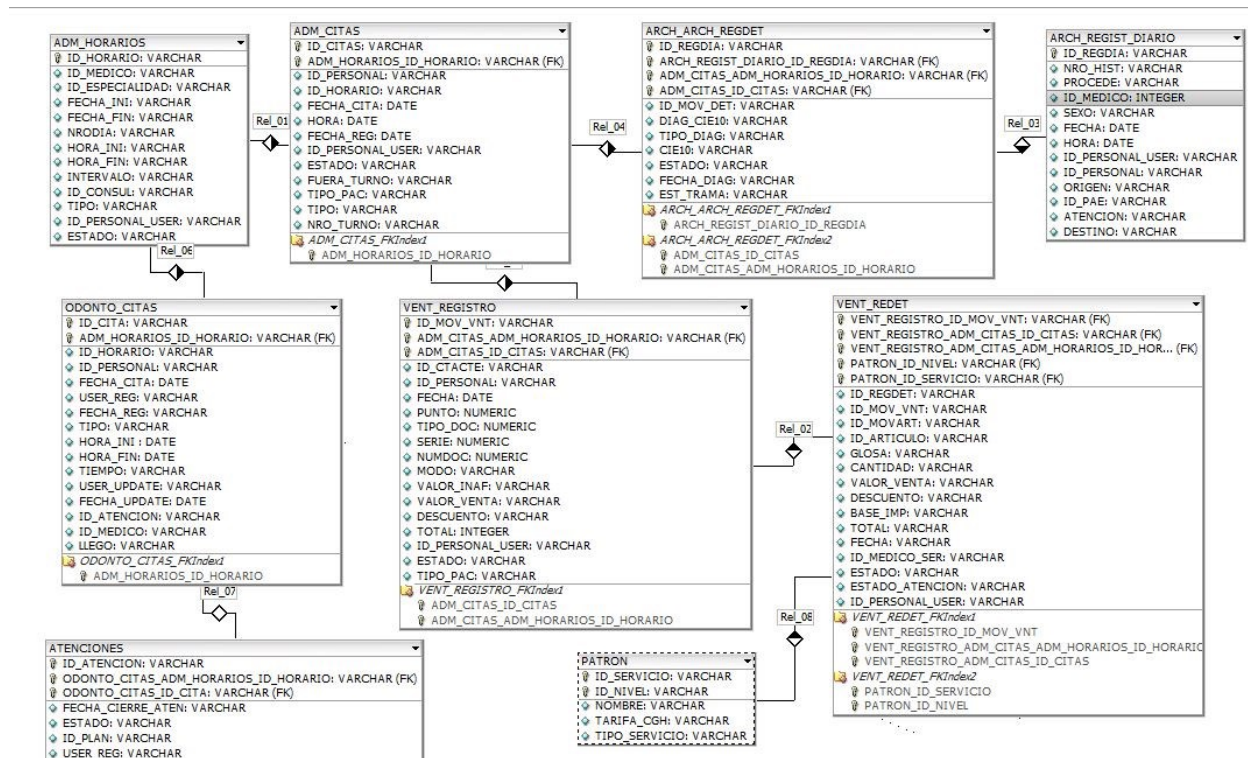 ADM_HORARIOS
ID_HORARIO: VARCHAR
ID_MEDICO: VARCHAR
ID_ESPECIALIDAD: VARCHAR
FECHA_INI: VARCHAR
FECHA_FIN: VARCHAR
NRODIA: VARCHAR
HORA_INI: VARCHAR
HORA_FIN: VARCHAR
INTERVALO: VARCHAR
ID_CONSUL: VARCHAR
TIPO: VARCHAR
ID_PERSONAL_USER: VARCHAR
ESTADO: VARCHAR
Rel_01
ADM_CITAS
ID_CITAS: VARCHAR
ADM_HORARIOS_ID_HORARIO: VARCHAR (FK)
ID_PERSONAL: VARCHAR
ID_HORARIO: VARCHAR
FECHA_CITA: DATE
HORA: DATE
FECHA_REG: DATE
ID_PERSONAL_USER: VARCHAR
ESTADO: VARCHAR
FUERA_TURNO: VARCHAR
TIPO_PAC: VARCHAR
TIPO: VARCHAR
NRO_TURNO: VARCHAR
ADM_CITAS_FKIndex1
ADM_HORARIOS_ID_HORARIO
Rel_04
ARCH_ARCH_REGDET
ID_REGDIA: VARCHAR
ARCH_REGIST_DIARIO_ID_REGDIA: VARCHAR (FK)
ADM_CITAS_ADM_HORARIOS_ID_HORARIO: VARCHAR (FK)
ADM_CITAS_ID_CITAS: VARCHAR (FK)
ID_MOV_DET: VARCHAR
DIAG_CIE10: VARCHAR
TIPO_DIAG: VARCHAR
CIE10: VARCHAR
ESTADO: VARCHAR
FECHA_DIAG: VARCHAR
EST_TRAMA: VARCHAR
ARCH_ARCH_REGDET_FKIndex1
ARCH_REGIST_DIARIO_ID_REGDIA
ARCH_ARCH_REGDET_FKIndex2
ADM_CITAS_ID_CITAS
ADM_CITAS_ADM_HORARIOS_ID_HORARIO
Rel_03
ARCH_REGIST_DIARIO
ID_REGDIA: VARCHAR
NRO_HIST: VARCHAR
PROCEDE: VARCHAR
ID_MEDICO: INTEGER
SEXO: VARCHAR
FECHA: DATE
HORA: DATE
ID_PERSONAL_USER: VARCHAR
ID_PERSONAL: VARCHAR
ORIGEN: VARCHAR
ID_PAE: VARCHAR
ATENCION: VARCHAR
DESTINO: VARCHAR
Rel_06
ODONTO_CITAS
ID_CITA: VARCHAR
ADM_HORARIOS_ID_HORARIO: VARCHAR (FK)
ID_HORARIO: VARCHAR
ID_PERSONAL: VARCHAR
FECHA_CITA: DATE
USER_REG: VARCHAR
FECHA_REG: VARCHAR
TIPO: VARCHAR
HORA_INI : DATE
HORA_FIN: DATE
TIEMPO: VARCHAR
USER_UPDATE: VARCHAR
FECHA_UPDATE: DATE
ID_ATENCION: VARCHAR
ID_MEDICO: VARCHAR
LLEGO: VARCHAR
ODONTO_CITAS_FKIndex1
ADM_HORARIOS_ID_HORARIO
Rel_07
VENT_REGISTRO
ID_MOV_VNT: VARCHAR
ADM_CITAS_ADM_HORARIOS_ID_HORARIO: VARCHAR (FK)
ADM_CITAS_ID_CITAS: VARCHAR (FK)
ID_CTACTE: VARCHAR
ID_PERSONAL: VARCHAR
FECHA: DATE
PUNTO: NUMERIC
TIPO_DOC: NUMERIC
SERIE: NUMERIC
NUMDOC: NUMERIC
MODO: VARCHAR
VALOR_INAF: VARCHAR
VALOR_VENTA: VARCHAR
DESCUENTO: VARCHAR
TOTAL: INTEGER
ID_PERSONAL_USER: VARCHAR
ESTADO: VARCHAR
TIPO_PAC: VARCHAR
VENT_REGISTRO_FKIndex1
ADM_CITAS_ID_CITAS
ADM_CITAS_ADM_HORARIOS_ID_HORARIO
Rel_02
VENT_REDET
VENT_REGISTRO_ID_MOV_VNT: VARCHAR (FK)
VENT_REGISTRO_ADM_CITAS_ID_CITAS: VARCHAR (FK)
VENT_REGISTRO_ADM_CITAS_ADM_HORARIOS_ID_HOR... (FK)
PATRON_ID_NIVEL: VARCHAR (FK)
PATRON_ID_SERVICIO: VARCHAR (FK)
ID_REGDET: VARCHAR
ID_MOV_VNT: VARCHAR
ID_MOVART: VARCHAR
ID_ARTICULO: VARCHAR
GLOSA: VARCHAR
CANTIDAD: VARCHAR
VALOR_VENTA: VARCHAR
DESCUENTO: VARCHAR
BASE_IMP: VARCHAR
TOTAL: VARCHAR
FECHA: VARCHAR
ID_MEDICO_SER: VARCHAR
ESTADO: VARCHAR
ESTADO_ATENCION: VARCHAR
ID_PERSONAL_USER: VARCHAR
VENT_REDET_FKIndex1
VENT_REGISTRO_ID_MOV_VNT
VENT_REGISTRO_ADM_CITAS_ADM_HORARIOS_ID_HORARIO
VENT_REGISTRO_ADM_CITAS_ID_CITAS
VENT_REDET_FKIndex2
PATRON_ID_SERVICIO
PATRON_ID_NIVEL
ATENCIONES
ID_ATENCION: VARCHAR
ODONTO_CITAS_ADM_HORARIOS_ID_HORARIO: VARCHAR (FK)
ODONTO_CITAS_ID_CITA: VARCHAR (FK)
FECHA_CIERRE_ATEN: VARCHAR
ESTADO: VARCHAR
ID_PLAN: VARCHAR
USER_REG: VARCHAR
PATRON
ID_SERVICIO: VARCHAR
ID_NIVEL: VARCHAR
NOMBRE: VARCHAR
TARIFA_CGH: VARCHAR
TIPO_SERVICIO: VARCHAR